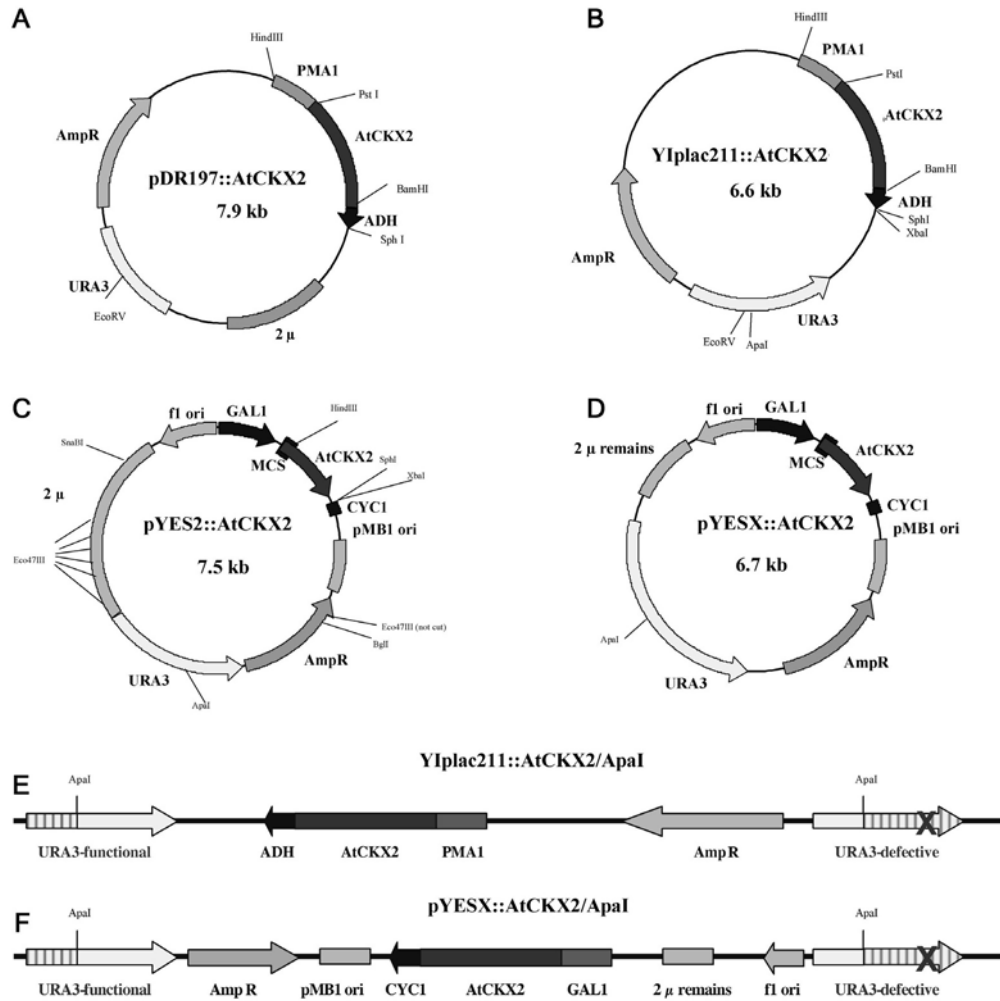 A
HindIII
PMA1
Pst I
AtCKX2
AmpR
pDR197::AtCKX2
7.9 kb
BamHI
ADH
Sph I
URA3
EcoRV
2 µ
B
HindIII
PMA1
PstI
AtCKX2
YIplac211::AtCKX2
6.6 kb
BamHI
ADH
SphI
XbaI
AmpR
URA3
EcoRV
ApaI
C
f1 ori
GAL1
HindIII
SnaBI
AtCKX2
MCS
SphI
XbaI
2 µ
CYC1
pYES2::AtCKX2
pMB1 ori
Eco47III
7.5 kb
Eco47III (not cut)
BglI
AmpR
URA3
ApaI
D
f1 ori
GAL1
2 µ remains
AtCKX2
MCS
CYC1
pYESX::AtCKX2
pMB1 ori
6.7 kb
ApaI
AmpR
URA3
YIplac211::AtCKX2/ApaI
E
ApaI
ApaI
X
URA3-functional
ADH
AtCKX2
PMA1
Amp R
URA3-defective
pYESX::AtCKX2/ApaI
F
ApaI
ApaI
X
URA3-functional
Amp R
pMB1 ori
CYC1
AtCKX2
GAL1
2 µ remains
f1 ori
URA3-defective